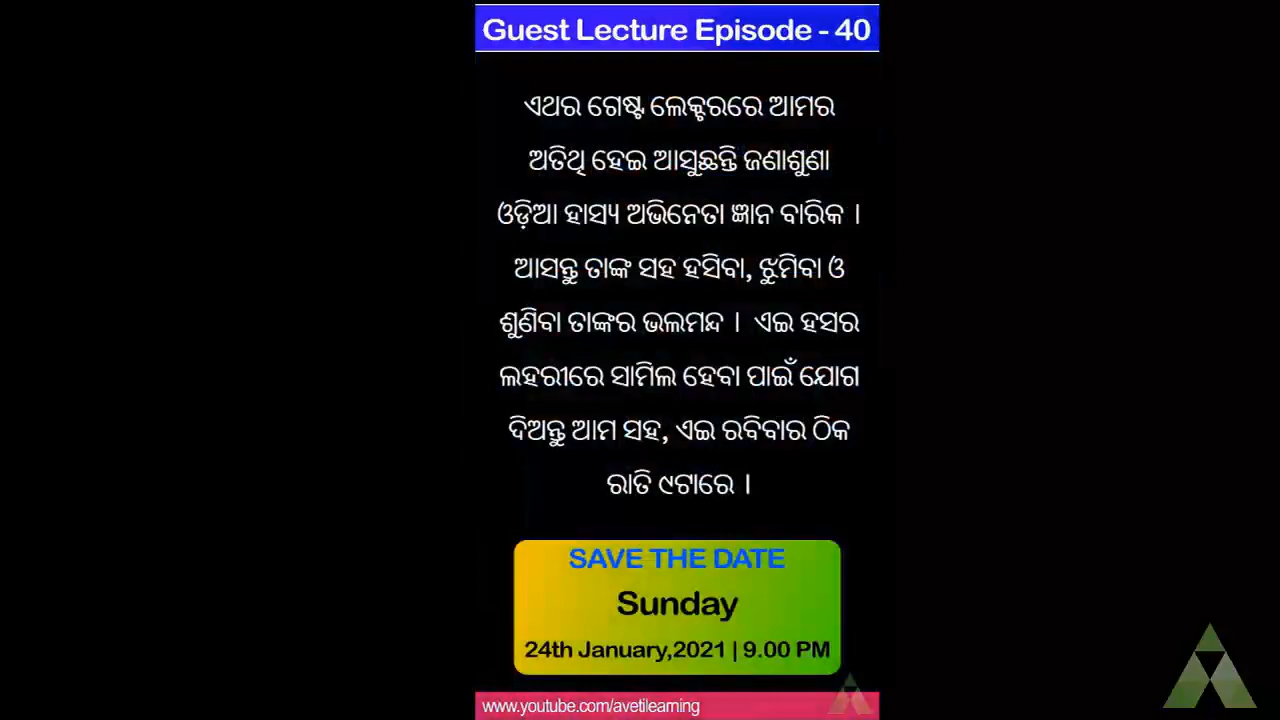 Guest Lecture Episode - 40
ଏଥର ଗେଷ୍ଟ ଲେକ୍ଚରରେ ଆମର
ଅତିଥି ହେଇ ଆସୁଛନ୍ତି ଜଣାଶୁଣା
ଓଡ଼ିଆ ହାସ୍ୟ ଅଭିନେତା ଜ୍ଞାନ ବାରିକ ।
ଆସନ୍ତୁ ତାଙ୍କ ସହ ହସିବା, ଝୁମିବା ଓ
ଶୁଣିବା ତାଙ୍କର ଭଲମନ୍ଦ । ଏଇ ହସର
ଲହରୀରେ ସାମିଲ ହେବା ପାଇଁ ଯୋଗ
ଦିଅନ୍ତୁ ଆମ ସହ, ଏଇ ରବିବାର ଠିକ
ରାତି ୯ଟାରେ ।
SAVE THE DATE
Sunday
24th January,2021 | 9.00 PM
www.youtube.com/avetilearning